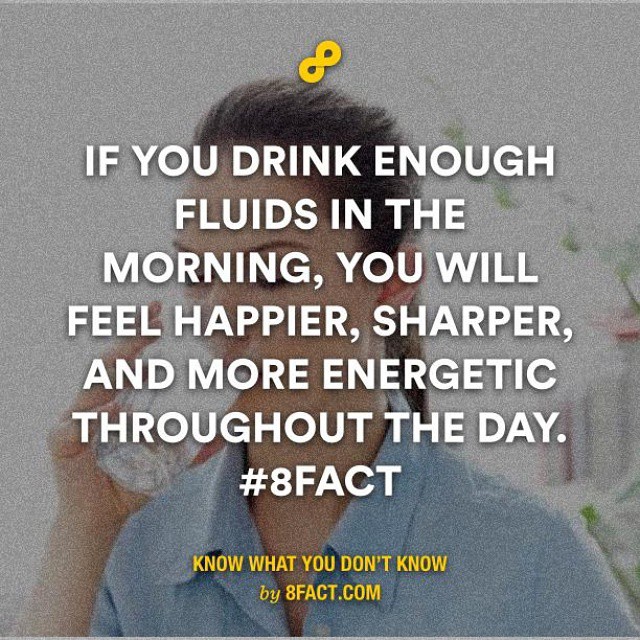 IF YOU DRINK ENOUGH
FLUIDS IN THE
MORNING, YOU WILL
FEEL HAPPIER, SHARPER,
AND MORE ENERGETIC
THROUGHOUT THE DAY.
#8FACT
KNOW WHAT YOU DON'T KNOW
by 8FACT.COM